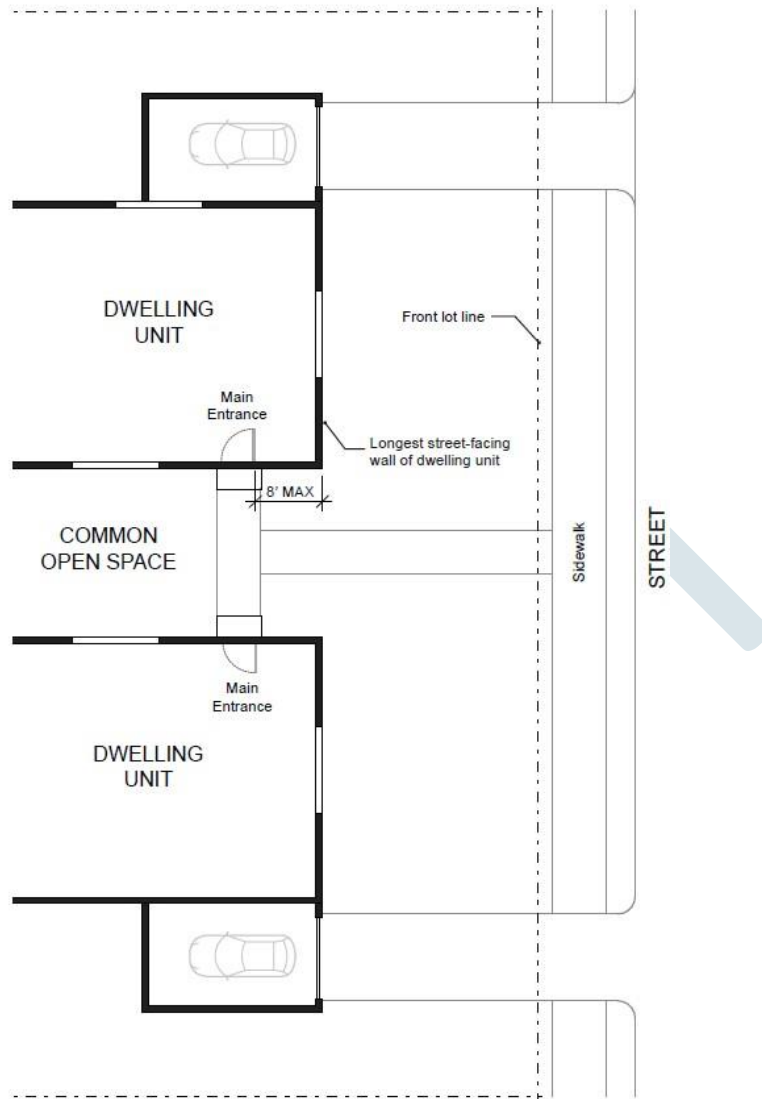 DWELLING
UNIT
Front lot line
Main
Entrance
Longest street-facing
wall of dwelling unit
8' MAX
COMMON
OPEN SPACE
Sidewalk
STREET
Main
Entrance
DWELLING
UNIT